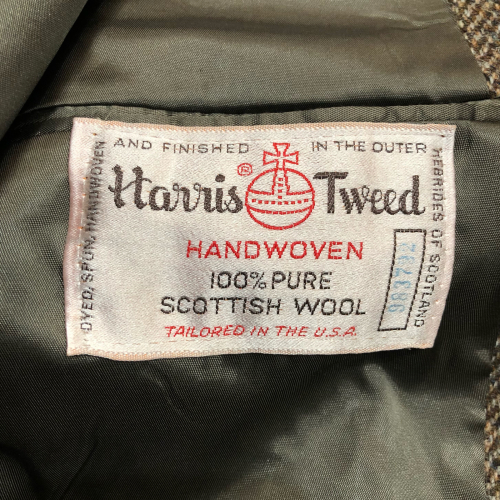 DYED, SPUN, HANDWOVEN
AND FINISHED IN THE OUTER
HEBRIDES OF SCOTLAND
Harris ® Tweed
HANDWOVEN
100% PURE
SCOTTISH WOOL
TAILORED IN THE U.S.A.